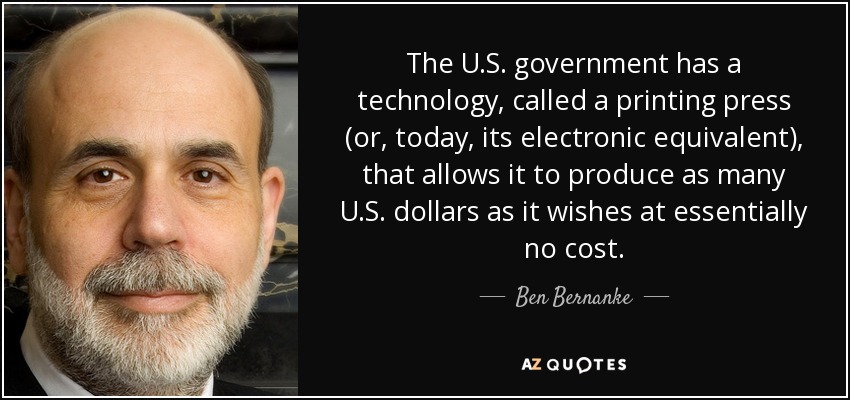 The U.S. government has a
technology, called a printing press
(or, today, its electronic equivalent),
that allows it to produce as many
U.S. dollars as it wishes at essentially
no cost.
Ben Bernanke
AZ QUOTES